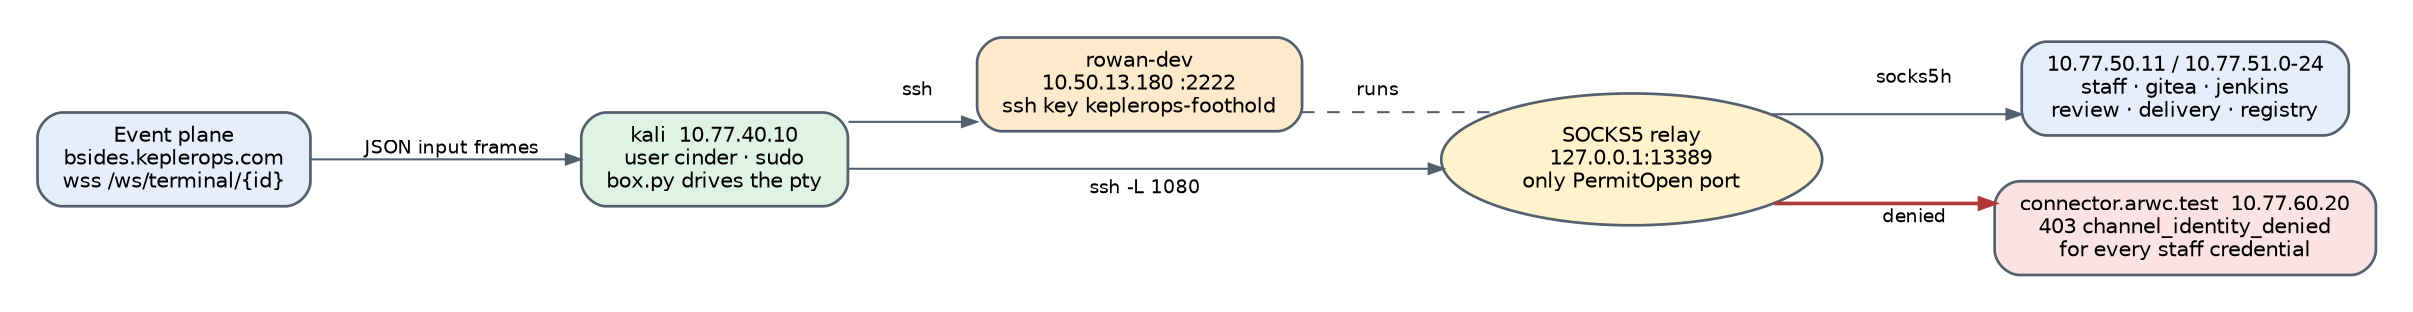 Event plane
bsides.keplerops.com
wss /ws/terminal/{id}
JSON input frames
kali  10.77.40.10
user cinder · sudo
box.py drives the pty
ssh
rowan-dev
10.50.13.180 :2222
ssh key keplerops-foothold
runs
ssh -L 1080
SOCKS5 relay
127.0.0.1:13389
only PermitOpen port
socks5h
10.77.50.11 / 10.77.51.0-24
staff · gitea · jenkins
review · delivery · registry
denied
connector.arwc.test  10.77.60.20
403 channel_identity_denied
for every staff credential